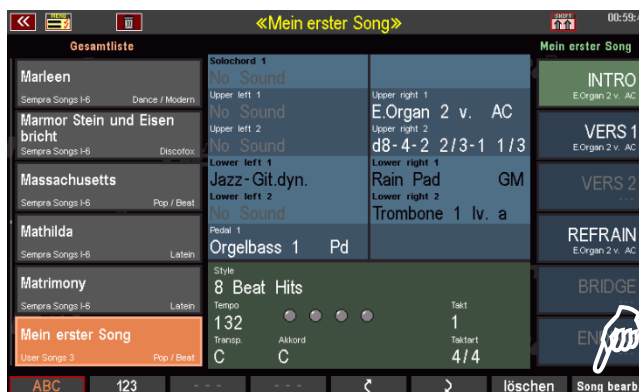 MENU
«Mein erster Song»
SHIFT
00:59:
Gesamtliste
Mein erster Song
Marleen
Sempra Songs I-6 Dance / Modern
Marmor Stein und Eisen
bricht
Sempra Songs I-6 Discofox
Massachusetts
Sempra Songs I-6 Pop / Beat
Mathilda
Sempra Songs I-6 Latein
Matrimony
Sempra Songs I-6 Latein
Mein erster Song
User Songs 3 Pop / Beat
Solochord 1
No Sound
Upper left 1
No Sound
Upper right 1
E.Organ 2 v. AC
Upper left 2
No Sound
Upper right 2
d8-4-2 2/3-1 1/3
Lower left 1
Jazz-Git.dyn.
Lower right 1
Rain Pad GM
Lower left 2
No Sound
Lower right 2
Trombone 1 lv. a
Pedal 1
Orgelbass 1 Pd
Style
8 Beat Hits
Tempo
132
Takt
1
Transp.
C
Akkord
C
Taktart
4/4
INTRO
E.Organ 2 v. AC
VERS 1
E.Organ 2 v. AC
VERS 2
- - -
REFRAIN
E.Organ 2 v. AC
BRIDGE
ABC
123
- - -
- - -
löschen
Song bearb